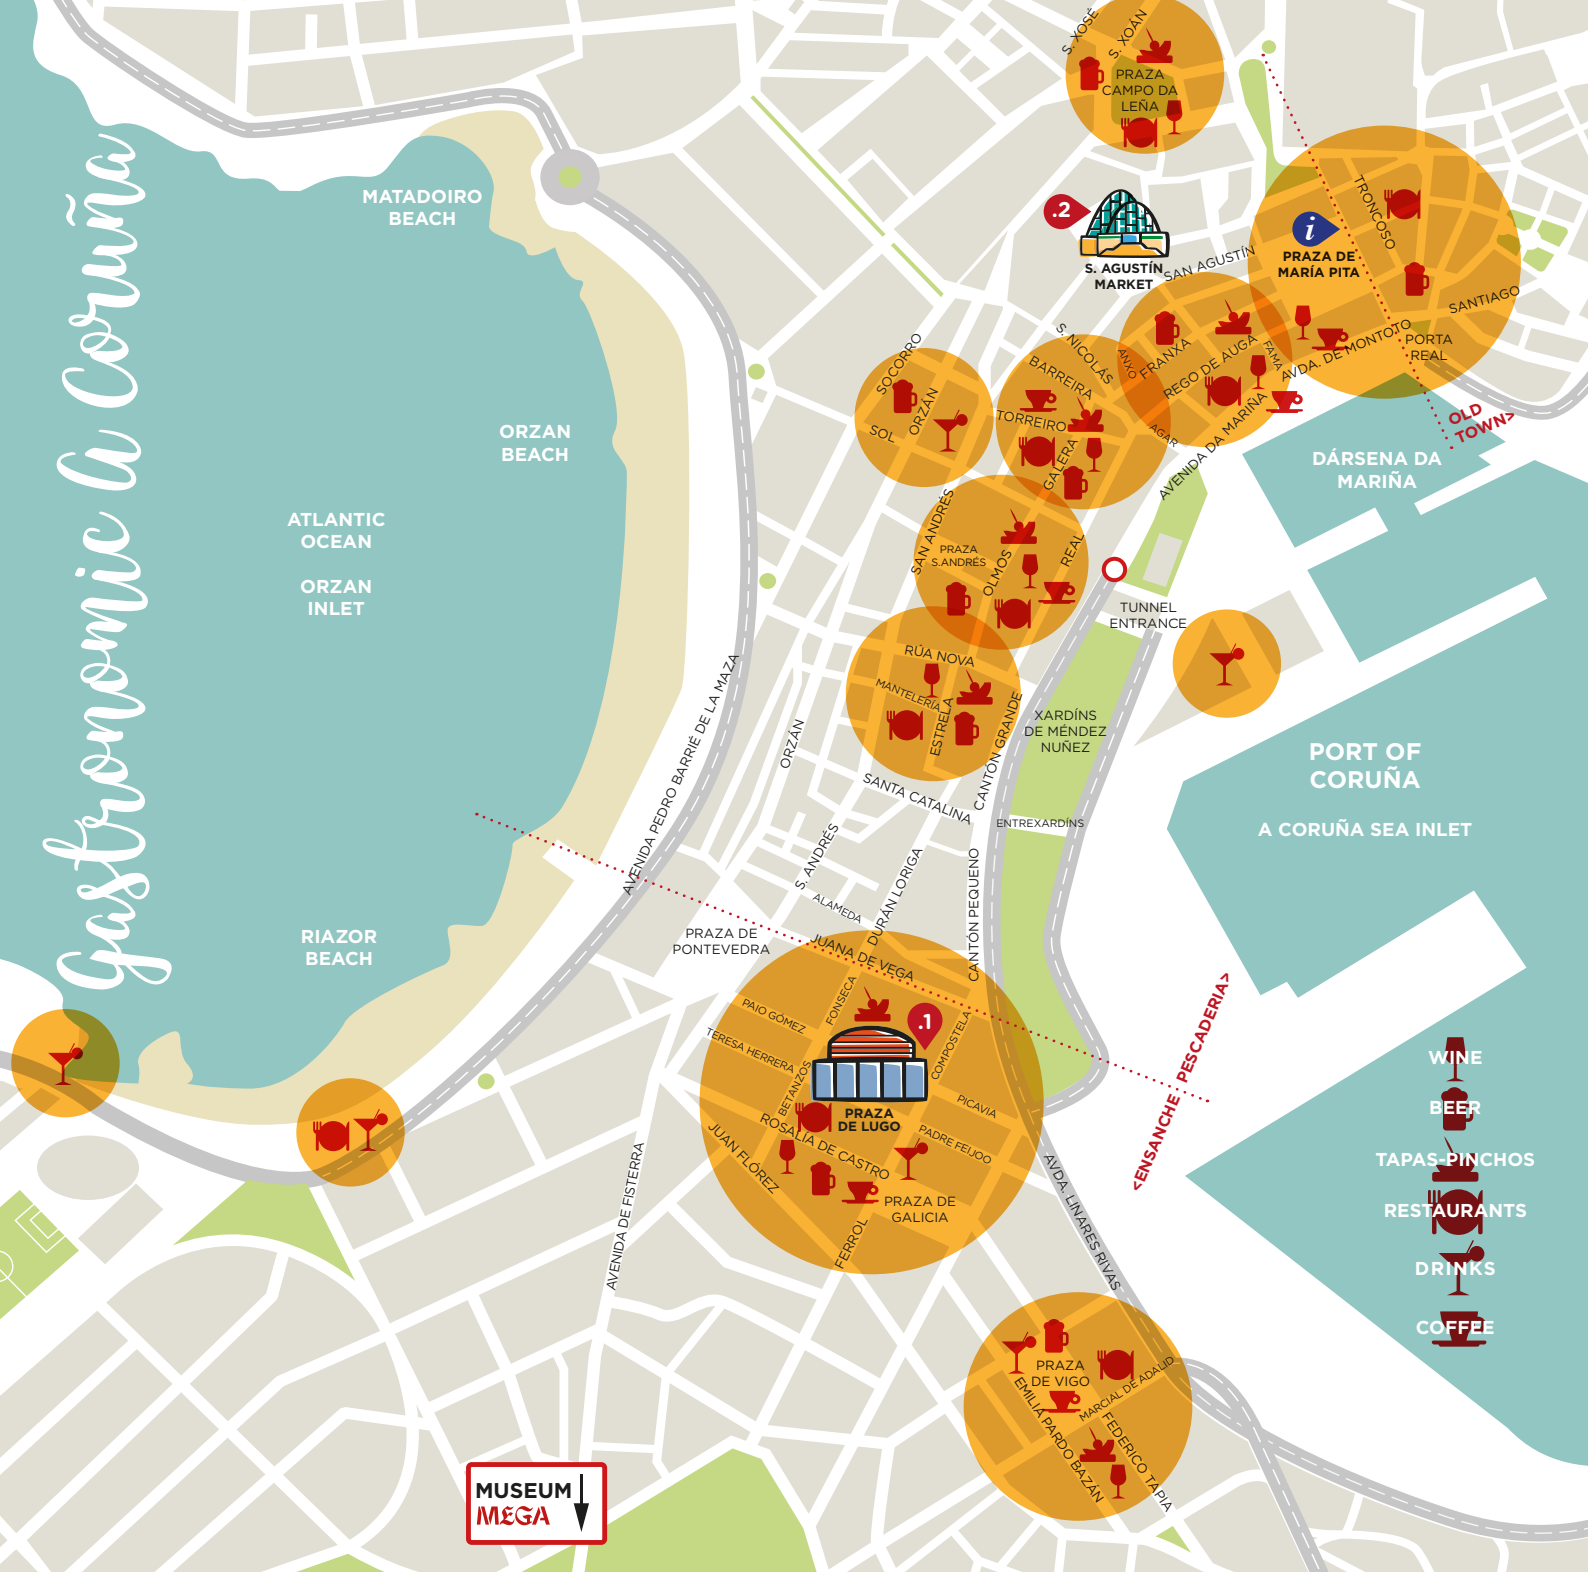 Gastronomic A Coruña
S. XOSÉ
S. XOÁN
PRAZA
CAMPO DA
LEÑA
MATADOIRO
BEACH
.2
S. AGUSTÍN
MARKET
SAN AGUSTÍN
i
PRAZA DE
MARÍA PITA
TRONCOSO
SANTIAGO
PORTA
REAL
AVDA. DE MONTOTO
OLD
TOWN>
S. NICOLÁS
ANXO
FRANXA
REGO DE AUGA
FAMA
SOCORRO
ORZÁN
SOL
BARREIRA
TORREIRO
GALERA
AGAR
AVENIDA DA MARIÑA
DÁRSENA DA
MARIÑA
ORZAN
BEACH
ATLANTIC
OCEAN
ORZAN
INLET
SAN ANDRÉS
PRAZA
S.ANDRÉS
OLMOS
REAL
TUNNEL
ENTRANCE
RÚA NOVA
MANTELERÍA
ESTRELA
CANTÓN GRANDE
XARDÍNS
DE MÉNDEZ
NUÑEZ
AVENIDA PEDRO BARRIÉ DE LA MAZA
ORZÁN
PORT OF
CORUÑA
A CORUÑA SEA INLET
SANTA CATALINA
ENTREXARDÍNS
S. ANDRÉS
DURÁN LORIGA
CANTÓN PEQUENO
ALAMEDA
RIAZOR
BEACH
PRAZA DE
PONTEVEDRA
JUANA DE VEGA
PAIO GÓMEZ
FONSECA
TERESA HERRERA
.1
COMPOSTELA
BETANZOS
PRAZA
DE LUGO
PICAVIA
ROSALÍA DE CASTRO
PADRE FEIJOO
JUAN FLÓREZ
PRAZA DE
GALICIA
FERROL
AVENIDA DE FISTERRA
AVDA. LINARES RIVAS
<ENSANCHE PESCADERIA>
WINE
BEER
TAPAS-PINCHOS
RESTAURANTS
DRINKS
COFFEE
PRAZA
DE VIGO
MARCIAL DE ADALID
EMILIA PARDO BAZÁN
FEDERICO TAPIA
MUSEUM
MEGA